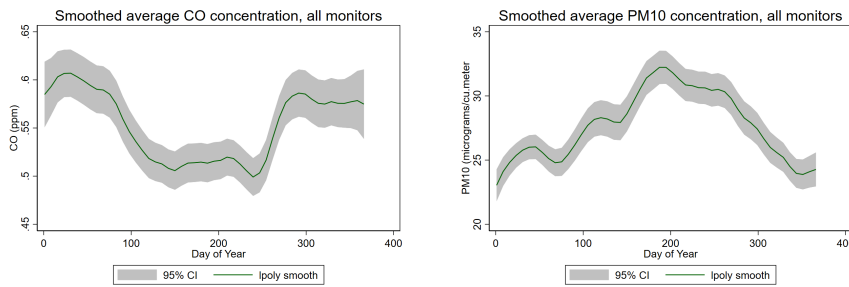 Smoothed average CO concentration, all monitors
CO (ppm)
.65
.6
.55
.5
.45
0 100 200 300 400
Day of Year
95% CI lpoly smooth
Smoothed average PM10 concentration, all monitors
PM10 (micrograms/cu.meter
35
30
25
20
0 100 200 300 40
Day of Year
95% CI lpoly smooth